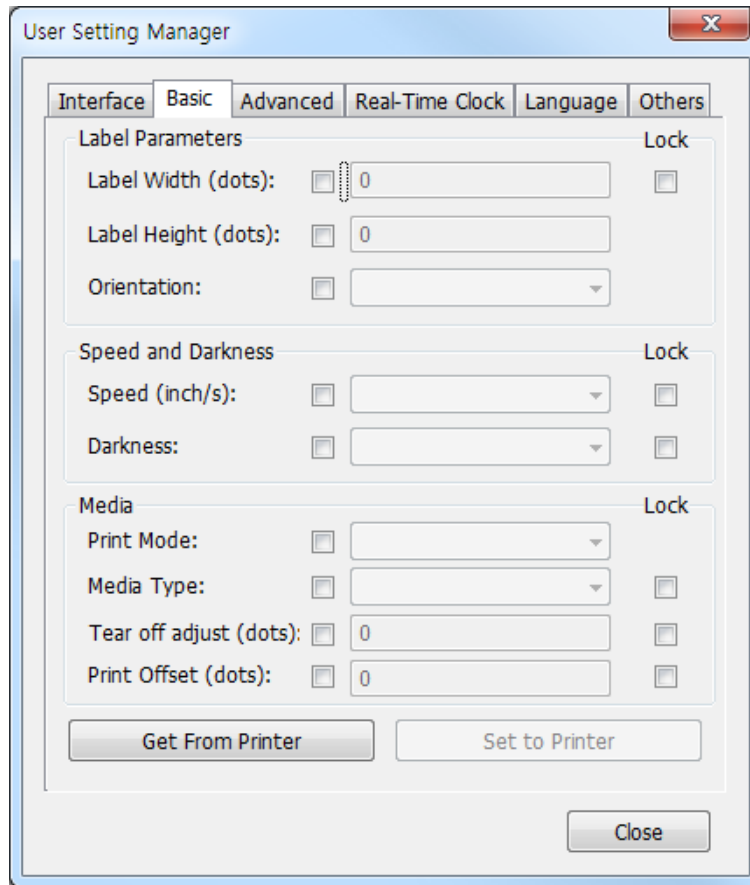 User Setting Manager
Interface Basic Advanced Real-Time Clock Language Others
Label Parameters Lock
Label Width (dots): 0
Label Height (dots): 0
Orientation:
Speed and Darkness Lock
Speed (inch/s):
Darkness:
Media Lock
Print Mode:
Media Type:
Tear off adjust (dots): 0
Print Offset (dots): 0
Get From Printer Set to Printer
Close